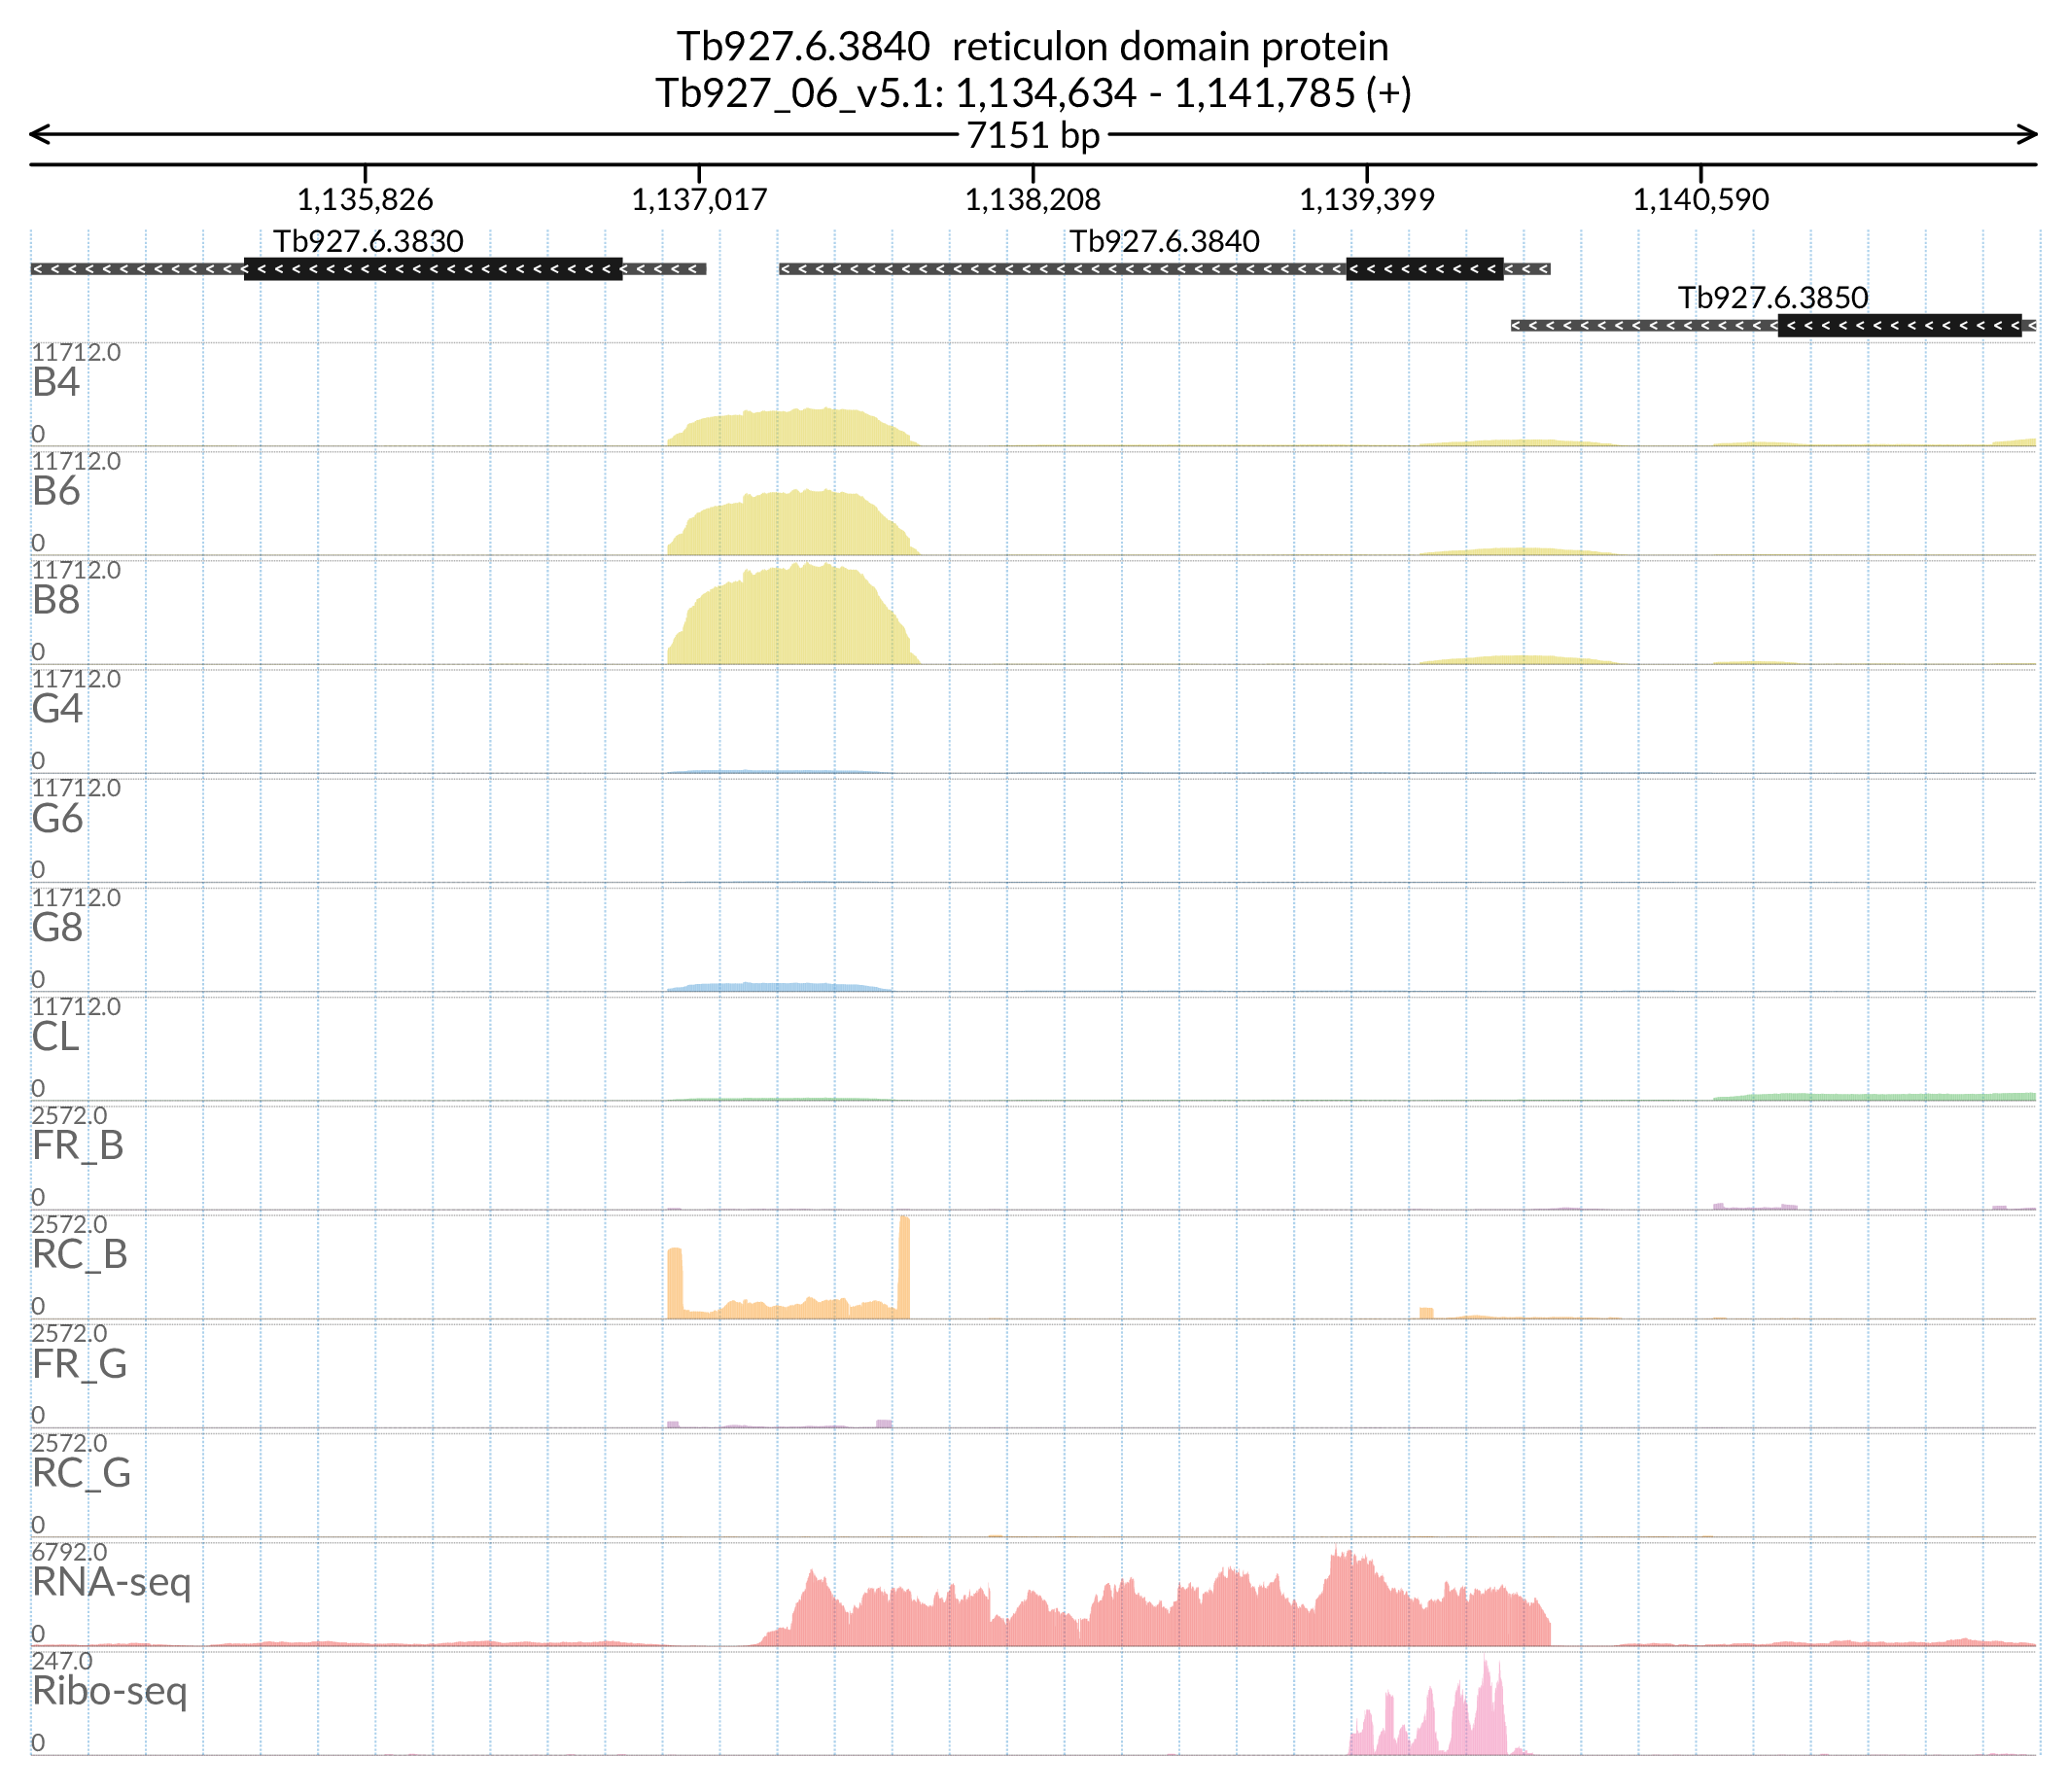 Tb927.6.3840  reticulon domain protein
Tb927_06_v5.1: 1,134,634 - 1,141,785 (+)
7151 bp
1,135,826 1,137,017 1,138,208 1,139,399 1,140,590
Tb927.6.3830 Tb927.6.3840
Tb927.6.3850
11712.0
B4
0
11712.0
B6
0
11712.0
B8
0
11712.0
G4
0
11712.0
G6
0
11712.0
G8
0
11712.0
CL
0
2572.0
FR_B
0
2572.0
RC_B
0
2572.0
FR_G
0
2572.0
RC_G
0
6792.0
RNA-seq
0
247.0
Ribo-seq
0